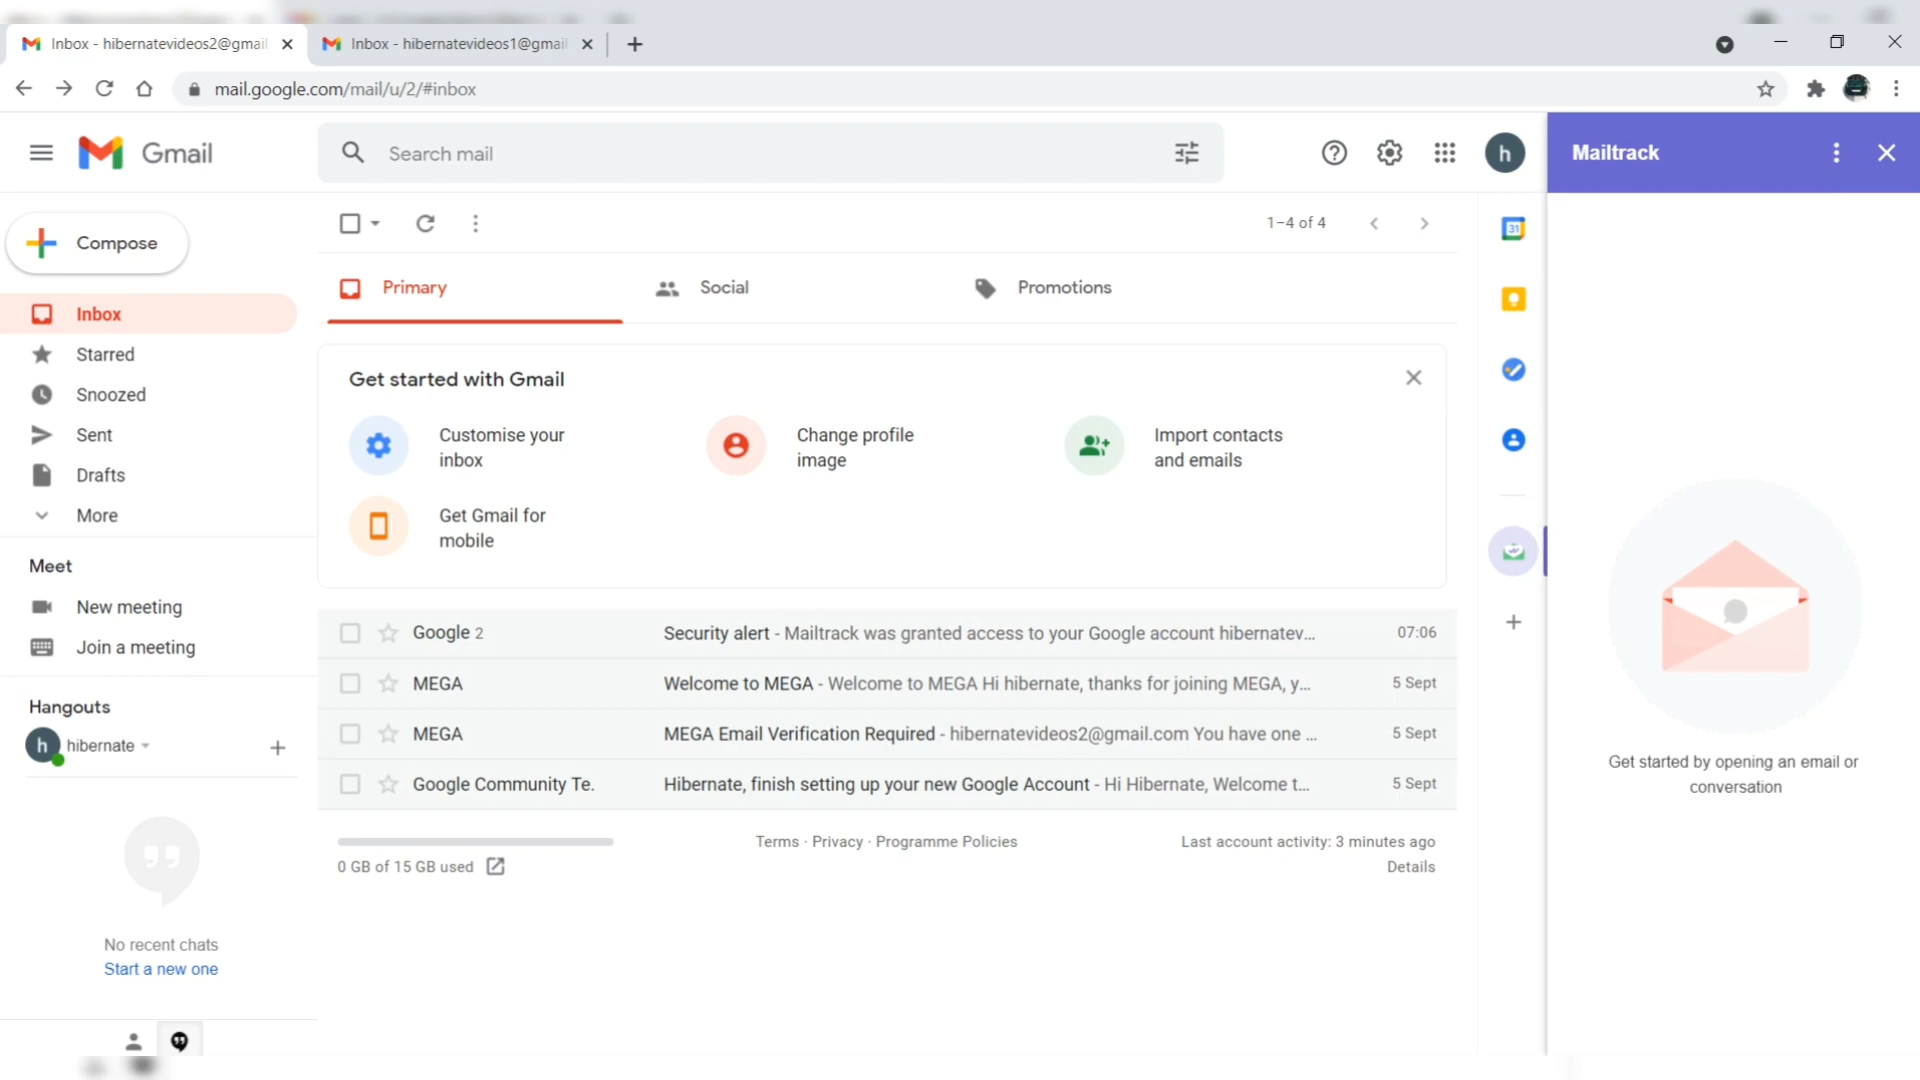 Inbox - hibernatevideos2@gmail
Inbox - hibernatevideos1@gmail
mail.google.com/mail/u/2/#inbox
Gmail
Search mail
h
Mailtrack
Compose
1–4 of 4
31
Primary
Social
Promotions
Inbox
Starred
Snoozed
Sent
Drafts
More
Get started with Gmail
Customise your
inbox
Change profile
image
Import contacts
and emails
Get Gmail for
mobile
Meet
New meeting
Join a meeting
Hangouts
h hibernate
Google 2 Security alert - Mailtrack was granted access to your Google account hibernatev... 07:06
MEGA Welcome to MEGA - Welcome to MEGA Hi hibernate, thanks for joining MEGA, y... 5 Sept
MEGA MEGA Email Verification Required - hibernatevideos2@gmail.com You have one ... 5 Sept
Google Community Te. Hibernate, finish setting up your new Google Account - Hi Hibernate, Welcome t... 5 Sept
Get started by opening an email or
conversation
Terms · Privacy · Programme Policies
Last account activity: 3 minutes ago
0 GB of 15 GB used
Details
No recent chats
Start a new one